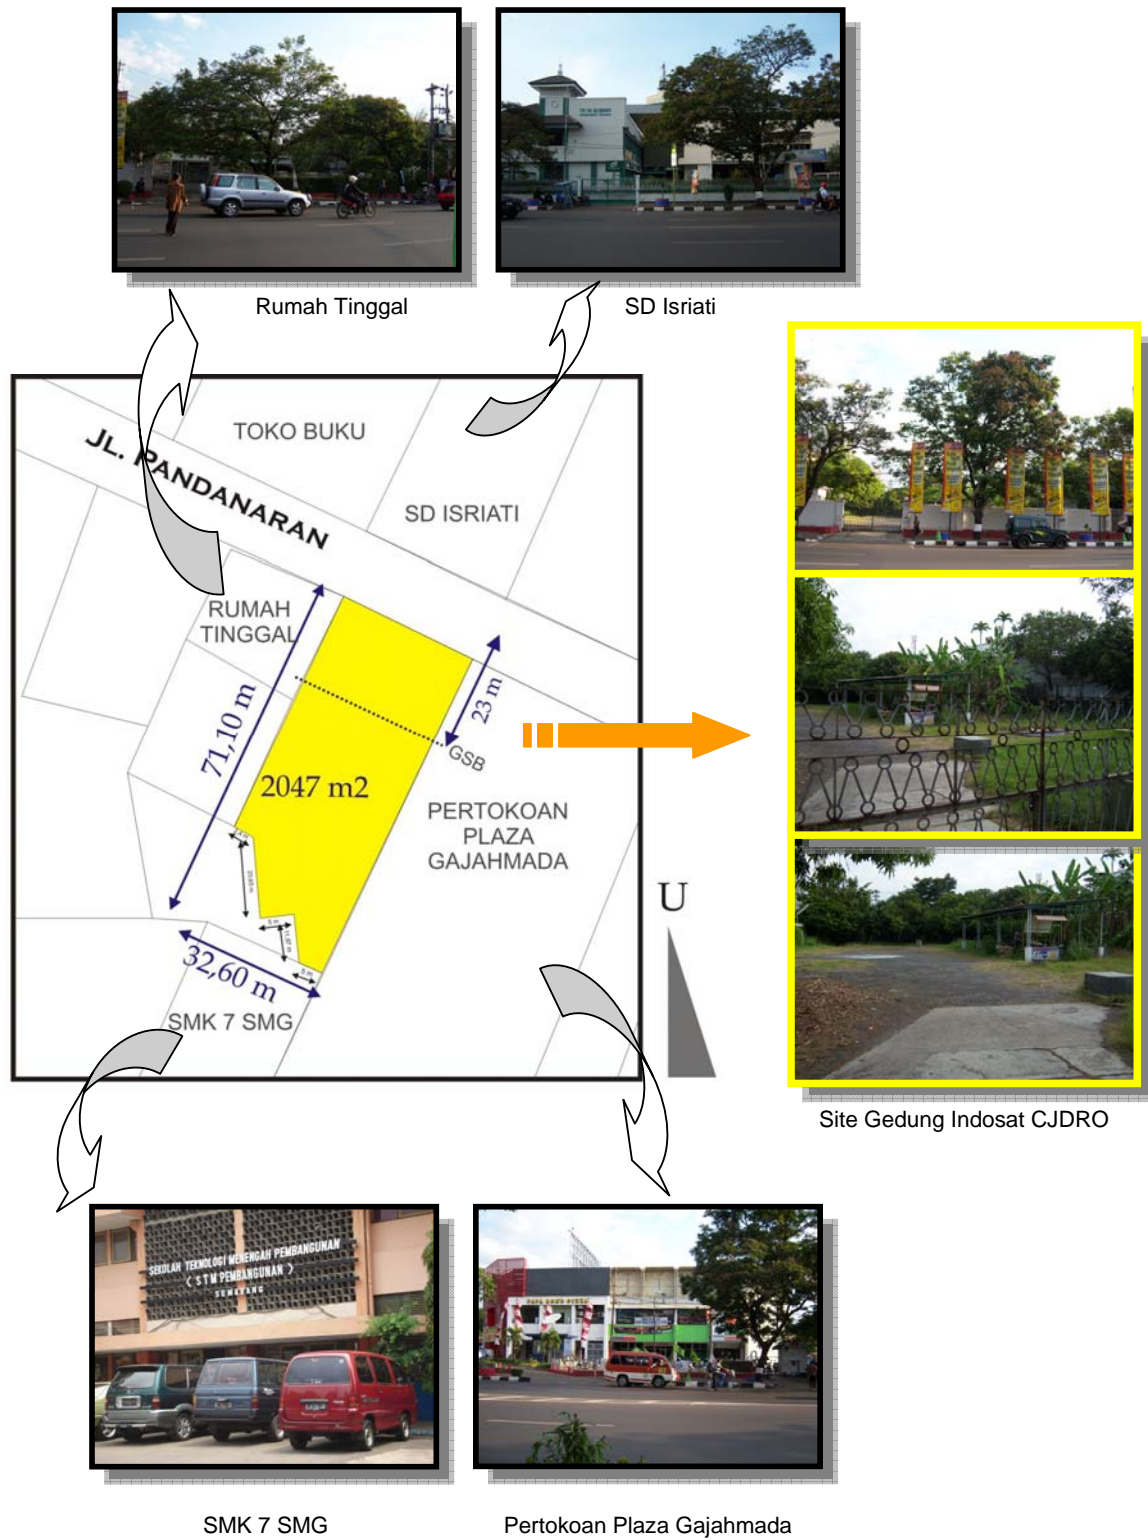 Rumah Tinggal
SD Isriati
JL. PANDANARAN
TOKO BUKU
SD ISRIATI
RUMAH
TINGGAL
71,10 m
23 m
GSB
2047 m2
PERTOKOAN
PLAZA
GAJAHMADA
5 m
5 m
32,60 m
SMK 7 SMG
U
Site Gedung Indosat CJDRO
SEKOLAH TEKNOLOGI MENENGAH PEMBANGUNAN
( STM PEMBANGUNAN )
SEMARANG
SMK 7 SMG
Pertokoan Plaza Gajahmada